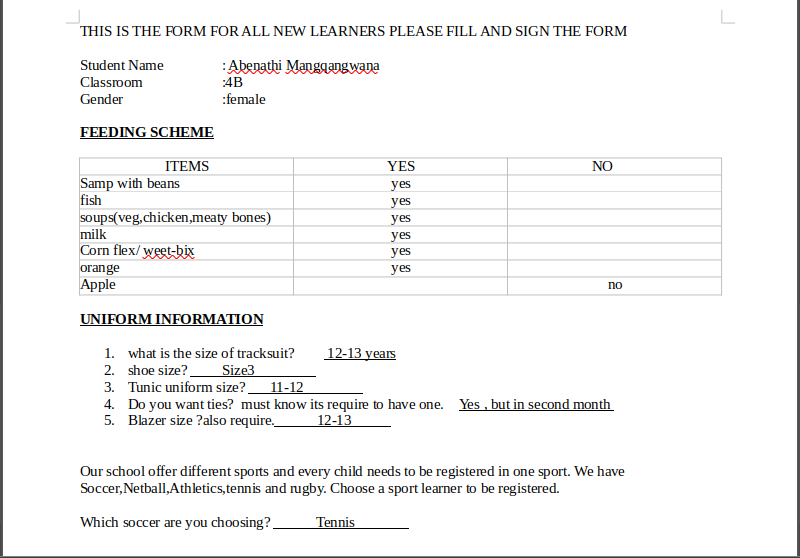 THIS IS THE FORM FOR ALL NEW LEARNERS PLEASE FILL AND SIGN THE FORM
Student Name : Abenathi Mangqangwana
Classroom :4B
Gender :female
FEEDING SCHEME
ITEMS YES NO
Samp with beans yes
fish yes
soups(veg,chicken,meaty bones) yes
milk yes
Corn flex/ weet-bix yes
orange yes
Apple no
UNIFORM INFORMATION
1. what is the size of tracksuit? 12-13 years
2. shoe size? Size3
3. Tunic uniform size? 11-12
4. Do you want ties? must know its require to have one. Yes , but in second month
5. Blazer size ?also require. 12-13
Our school offer different sports and every child needs to be registered in one sport. We have
Soccer,Netball,Athletics,tennis and rugby. Choose a sport learner to be registered.
Which soccer are you choosing? Tennis